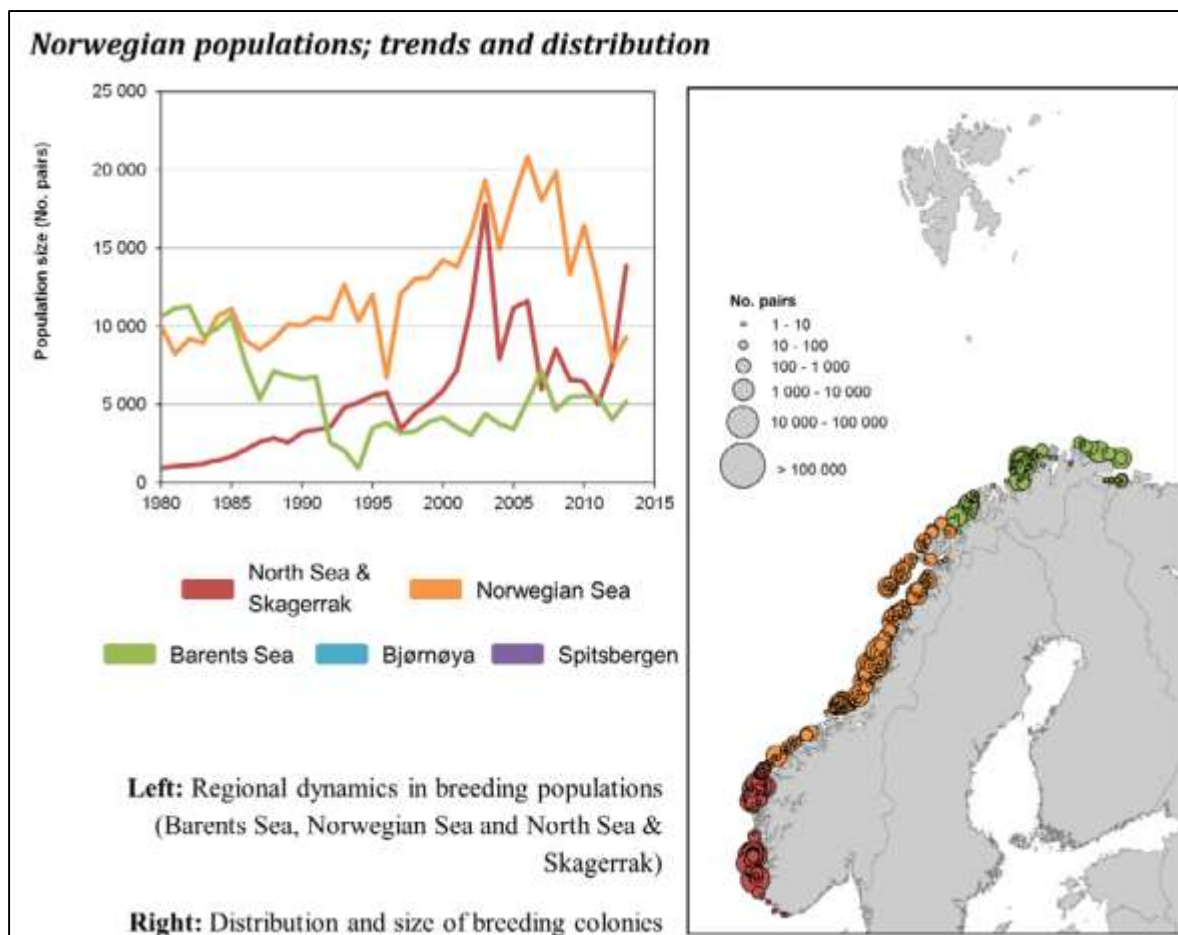 Norwegian populations; trends and distribution
Population size (No. pairs)
25 000
20 000
15 000
10 000
5 000
0
1980 1985 1990 1995 2000 2005 2010 2015
North Sea &
Skagerrak
Norwegian Sea
Barents Sea
Bjørnøya
Spitsbergen
Left: Regional dynamics in breeding populations
(Barents Sea, Norwegian Sea and North Sea &
Skagerrak)
Right: Distribution and size of breeding colonies
No. pairs
1 - 10
10 - 100
100 - 1 000
1 000 - 10 000
10 000 - 100 000
> 100 000